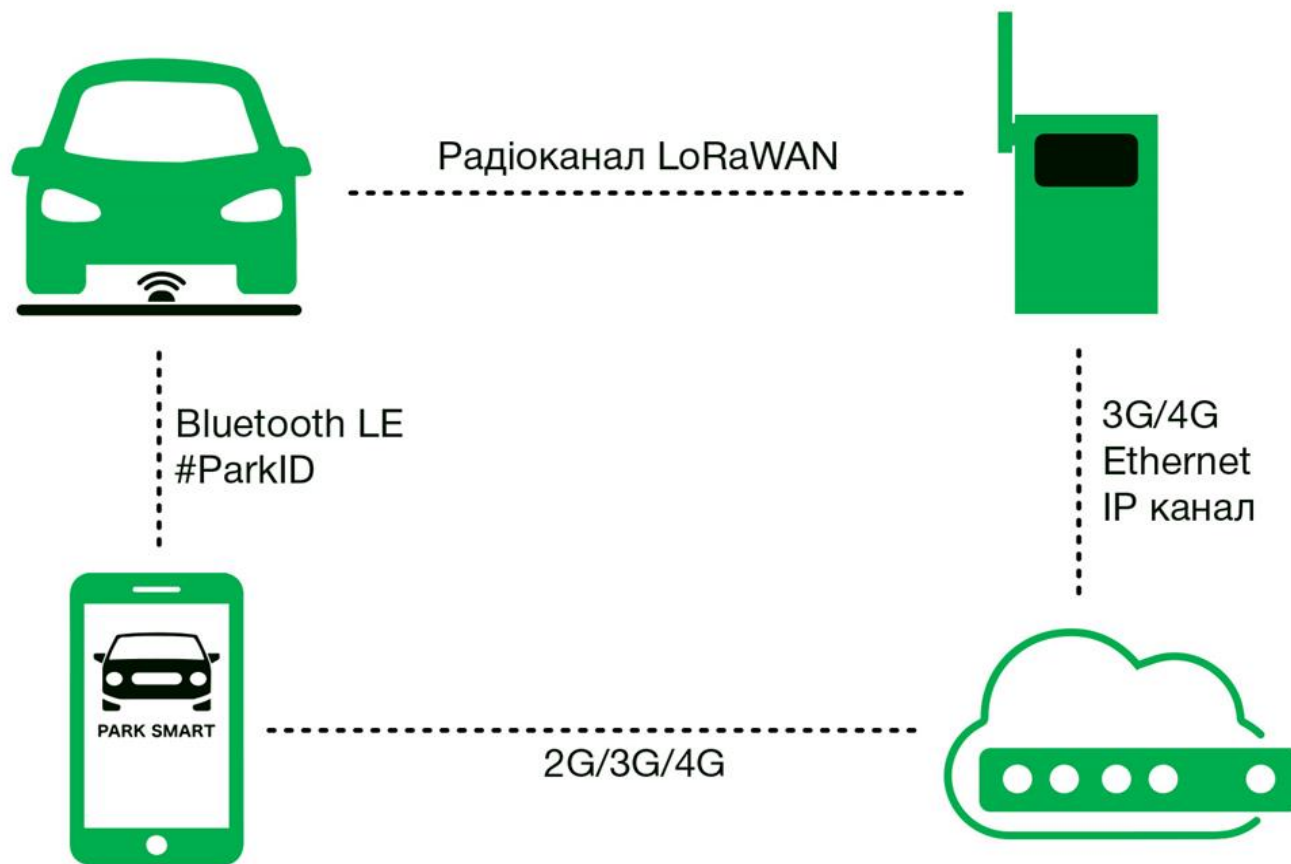 Радіоканал LoRaWAN
Bluetooth LE
#ParkID
3G/4G
Ethernet
IP канал
PARK SMART
2G/3G/4G